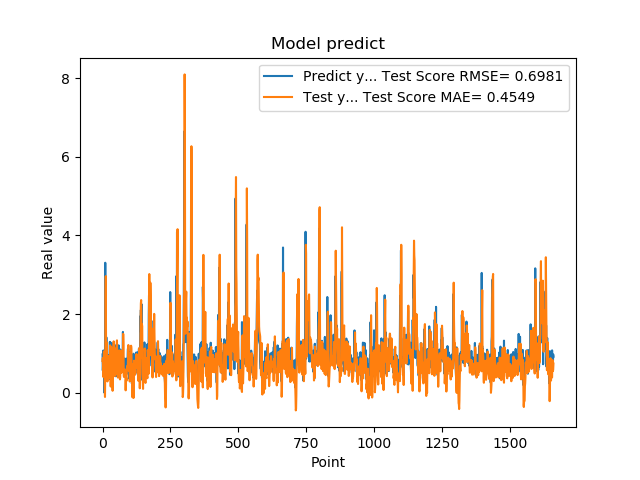 Model predict
Predict y... Test Score RMSE= 0.6981
Test y... Test Score MAE= 0.4549
8
6
4
2
0
Real value
0 250 500 750 1000 1250 1500
Point